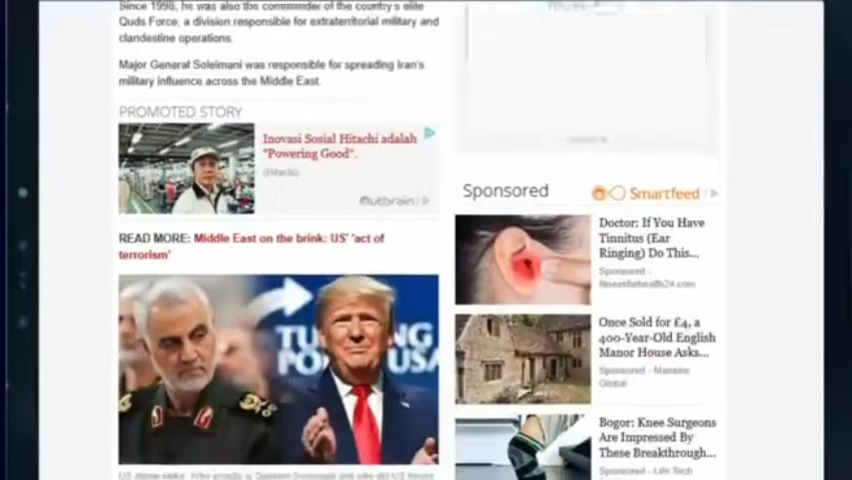 Since 1998, he was also the commander of the country's elite
Quds Force, a division responsible for extraterritorial military and
clandestine operations.
Major General Soleimani was responsible for spreading Iran's
military influence across the Middle East.
PROMOTED STORY
Inovasi Sosial Hitachi adalah
"Powering Good".
(Hitachi)
Outbrain
READ MORE: Middle East on the brink: US' 'act of
terrorism'
TU
PO USA
Sponsored
Smartfeed
Doctor: If You Have
Tinnitus (Ear
Ringing) Do This...
Sponsored -
Once Sold for £4, a
400-Year-Old English
Manor House Asks...
Sponsored - Mansion
Global
Bogor: Knee Surgeons
Are Impressed By
These Breakthrough...
Sponsored - Life Tech